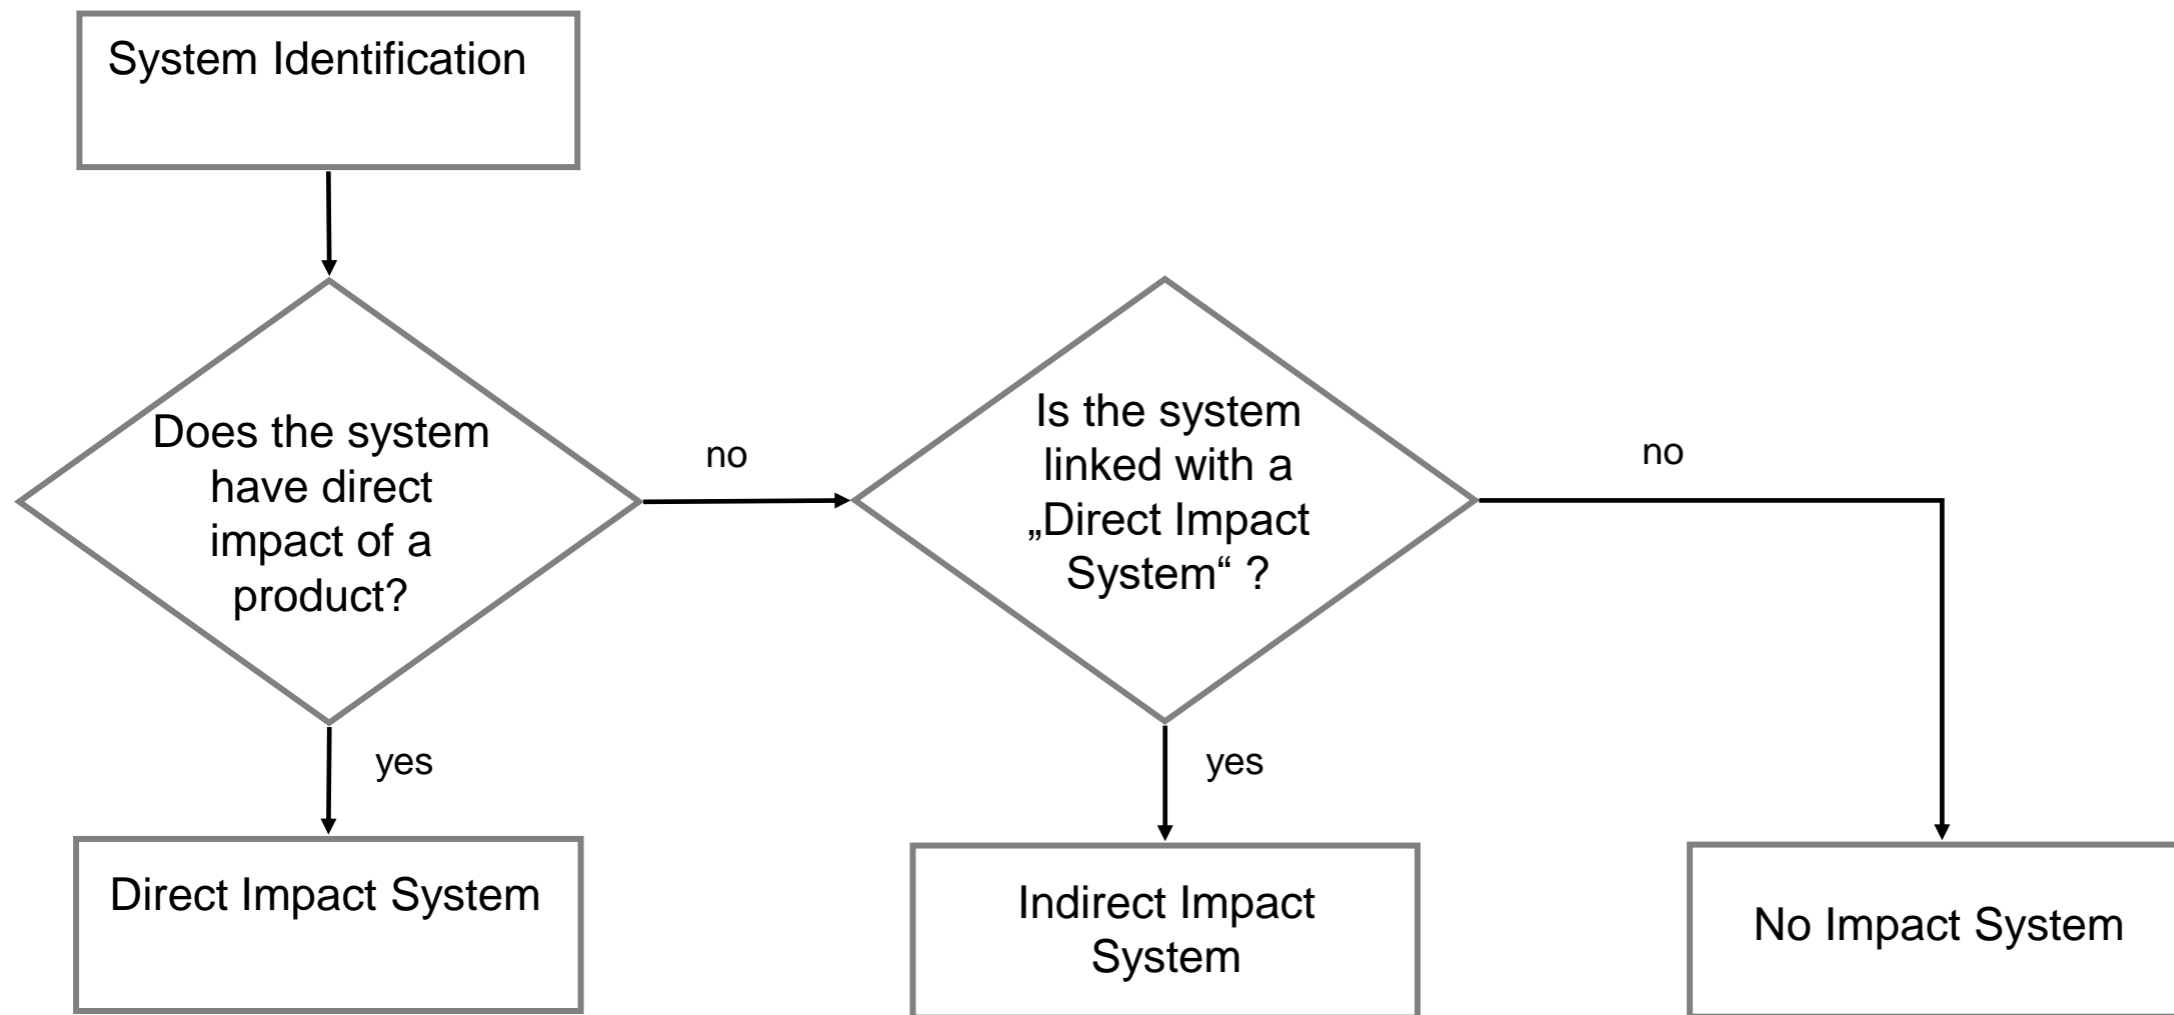 System Identification
Does the system
have direct
impact of a
product?
no
Is the system
linked with a
„Direct Impact
System“ ?
no
yes
yes
Direct Impact System
Indirect Impact
System
No Impact System